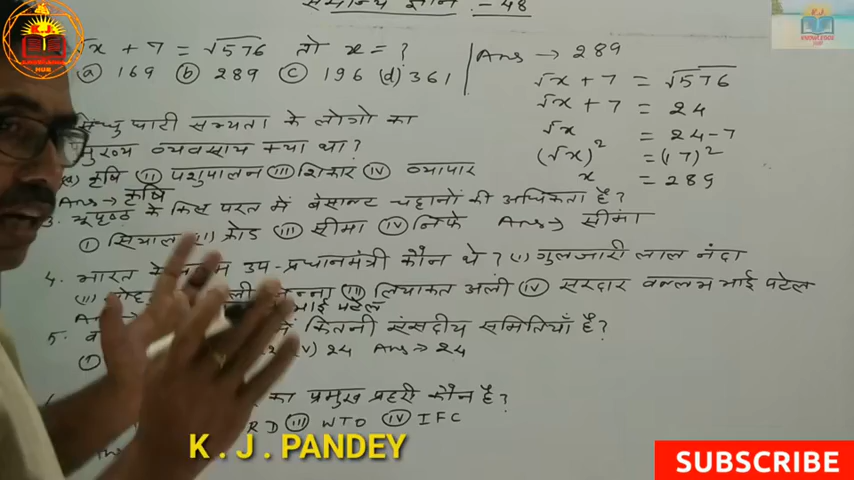 सामान्य ज्ञान - 48
√x + 7 = √576 तो x = ?
(a) 169 (b) 289 (c) 196 (d) 361
Ans → 289
√x + 7 = √576
√x + 7 = 24
√x = 24-7
(√x)² = (17)²
x = 289
सिन्धु घाटी सभ्यता के लोगो का
मुख्य व्यवसाय क्या था?
(a) कृषि (ii) पशुपालन (iii) शिकार (iv) व्यापार
Ans → कृषि
3. भूपृष्ठ के किस परत में बेसाल्ट चट्टानों की अधिकता है?
(i) सियाल (ii) क्रोड (iii) सीमा (iv) निफे Ans → सीमा
4. भारत के उप-प्रधानमंत्री कौन थे? (i) गुलजारी लाल नंदा
(ii) जिन्ना (iii) लियाकत अली (iv) सरदार वल्लभ भाई पटेल
भाई पटेल
5. में कितनी संसदीय समितियाँ है?
(i) (iv) 24 Ans → 24
का प्रमुख प्रहरी कौन है?
RD (iii) WTO (iv) IFC
K . J . PANDEY
SUBSCRIBE